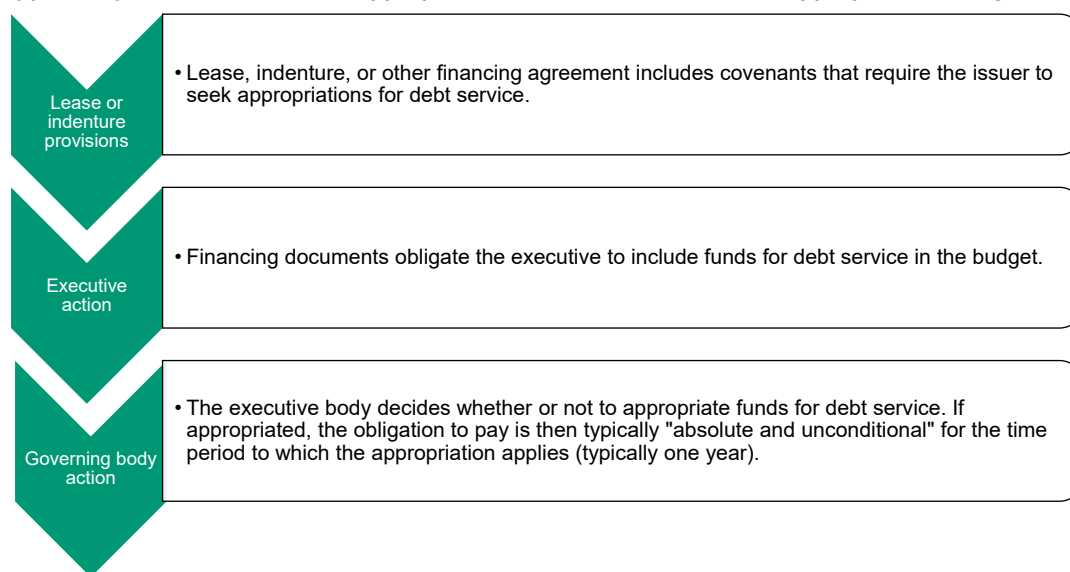 Lease or
indenture
provisions
• Lease, indenture, or other financing agreement includes covenants that require the issuer to
seek appropriations for debt service.
Executive
action
• Financing documents obligate the executive to include funds for debt service in the budget.
Governing body
action
• The executive body decides whether or not to appropriate funds for debt service. If
appropriated, the obligation to pay is then typically "absolute and unconditional" for the time
period to which the appropriation applies (typically one year).